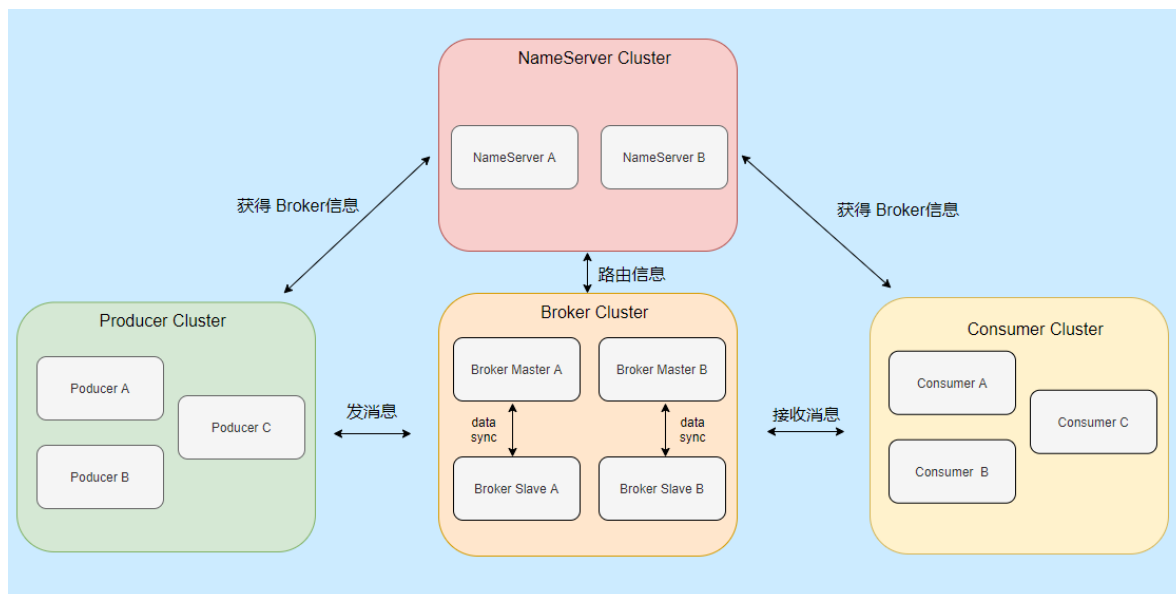 NameServer Cluster
NameServer A
NameServer B
获得 Broker信息
获得 Broker信息
路由信息
Producer Cluster
Poducer A
Poducer C
Poducer B
发消息
Broker Cluster
Broker Master A
Broker Master B
data
sync
data
sync
Broker Slave A
Broker Slave B
接收消息
Consumer Cluster
Consumer A
Consumer C
Consumer B